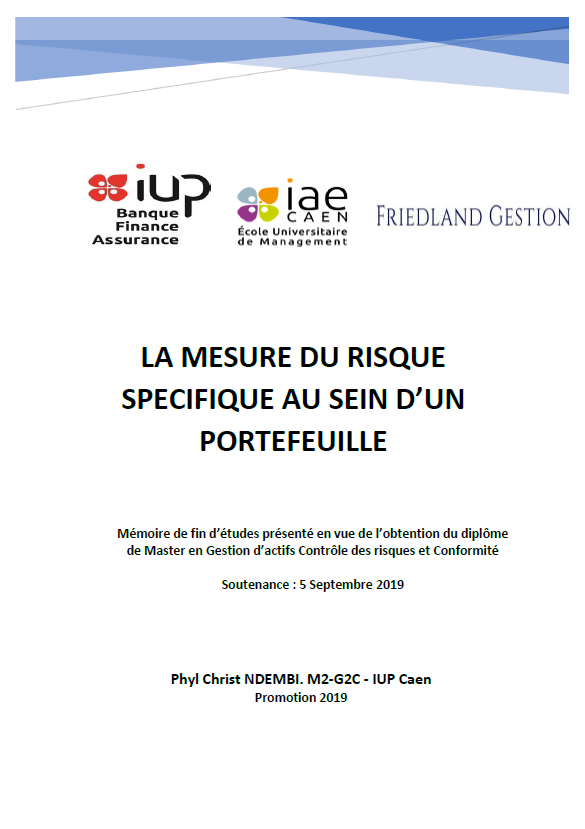 iup
Banque
Finance
Assurance
iae
CAEN
École Universitaire
de Management
FRIEDLAND GESTION
LA MESURE DU RISQUE
SPECIFIQUE AU SEIN D’UN
PORTEFEUILLE
Mémoire de fin d’études présenté en vue de l’obtention du diplôme
de Master en Gestion d’actifs Contrôle des risques et Conformité
Soutenance : 5 Septembre 2019
Phyl Christ NDEMBI. M2-G2C - IUP Caen
Promotion 2019